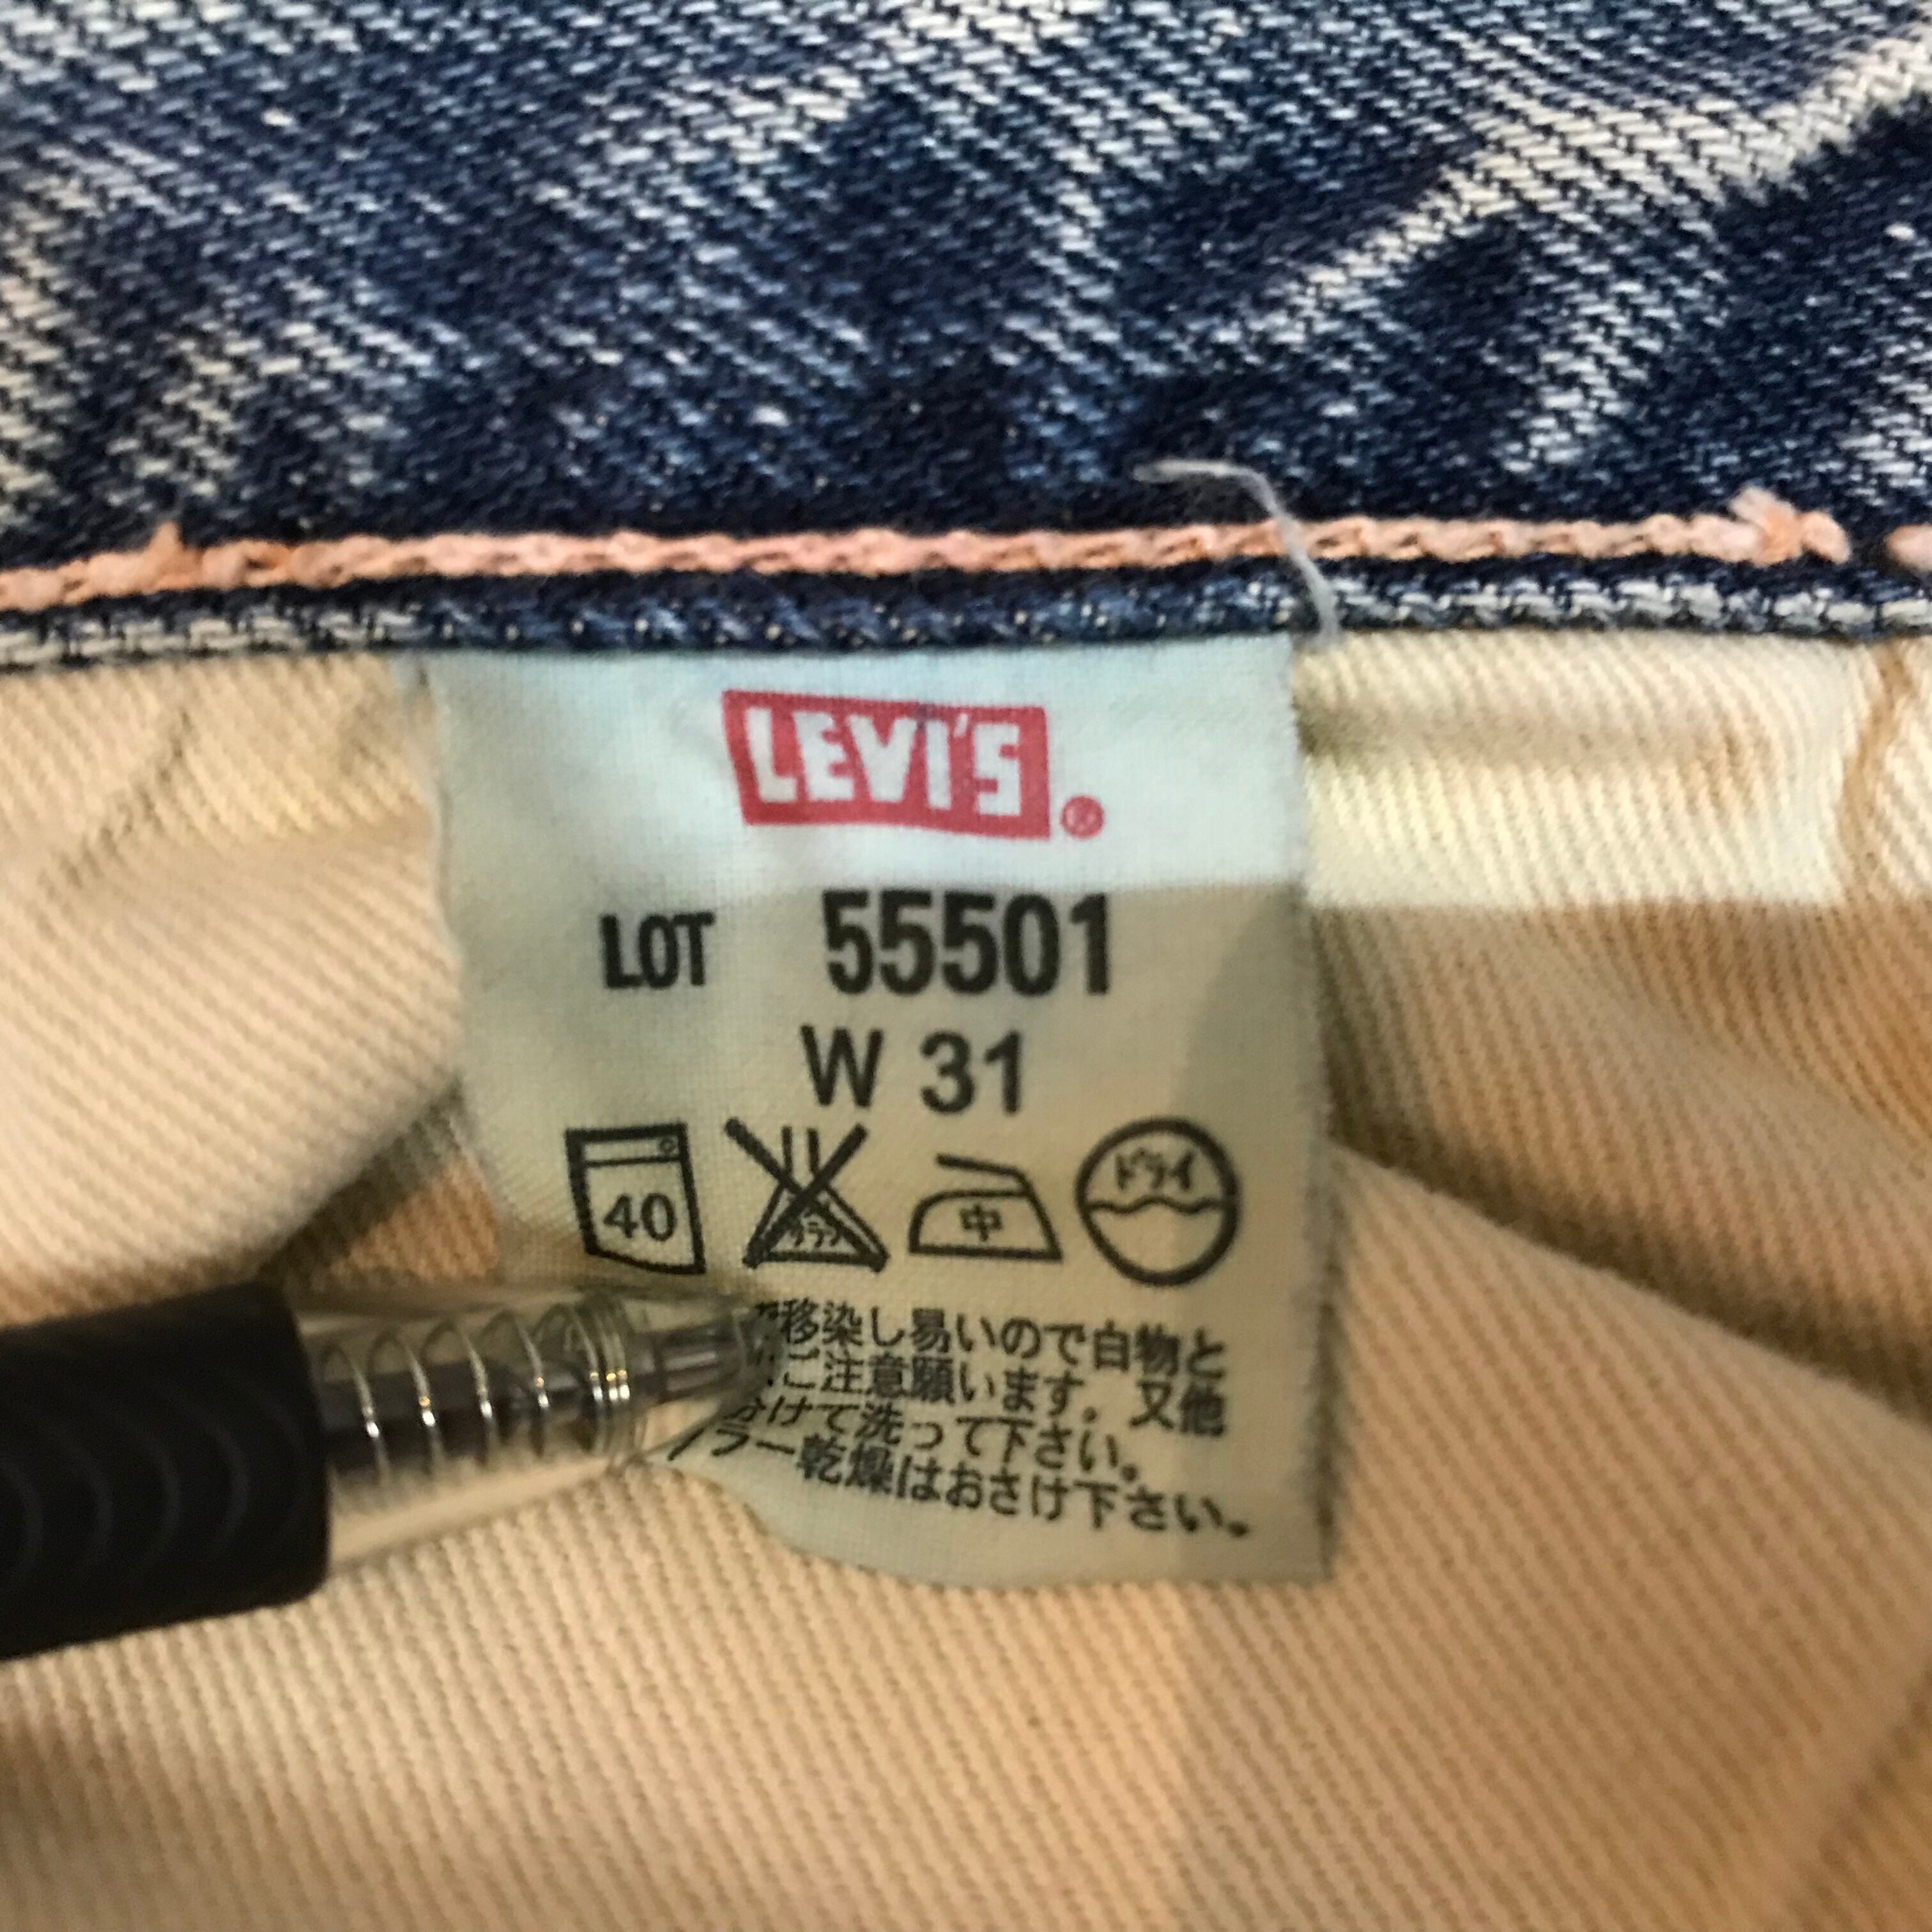 LEVI'S®
LOT 55501
W 31
40 中 ドライ
移染し易いので白物と
ご注意願います。又他
分けて洗って下さい。
ラー乾燥はおさけ下さい。